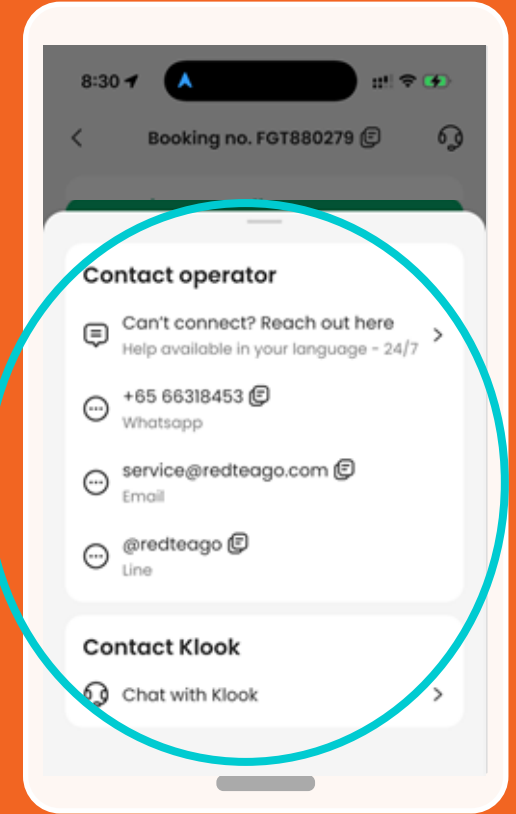 8:30
Booking no. FGT880279
Contact operator
Can't connect? Reach out here
Help available in your language - 24/7
+65 66318453
Whatsapp
service@redteago.com
Email
@redteago
Line
Contact Klook
Chat with Klook